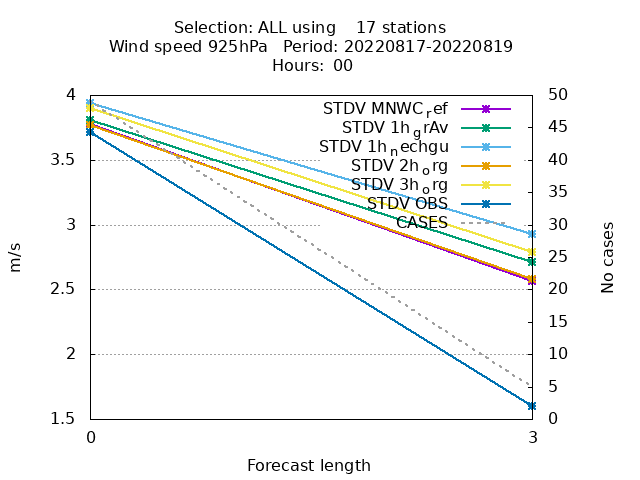 Selection: ALL using    17 stations
Wind speed 925hPa   Period: 20220817-20220819
Hours:  00
4
3.5
3
2.5
2
1.5
m/s
50
45
40
35
30
25
20
15
10
5
0
No cases
STDV MNWC_ref
STDV 1h_grAv
STDV 1h_nechgu
STDV 2h_org
STDV 3h_org
STDV OBS
CASES
0
3
Forecast length